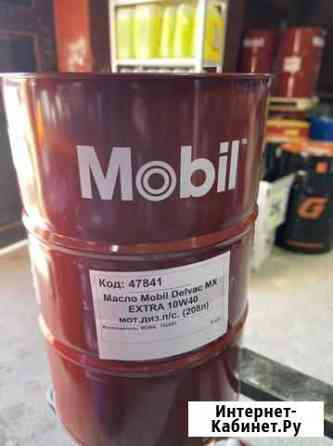 Mobil
Код: 47841
Масло Mobil Delvac MX
EXTRA 10W40
мот.диз.п/с. (208л)
Интернет-
Кабинет.Ру